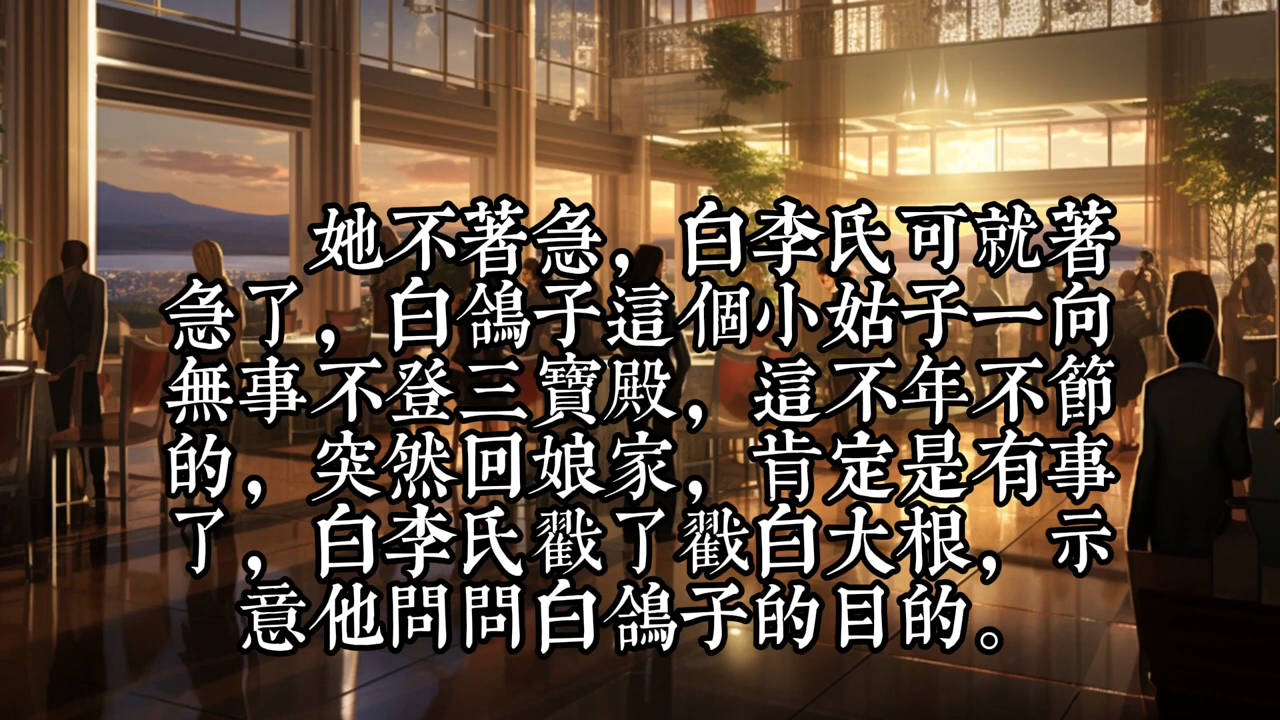 她不著急，白李氏可就著
急了，白鴿子這個小姑子一向
無事不登三寶殿，這不年不節
的，突然回娘家，肯定是有事
了，白李氏戳了戳白大根，示
意他問問白鴿子的目的。